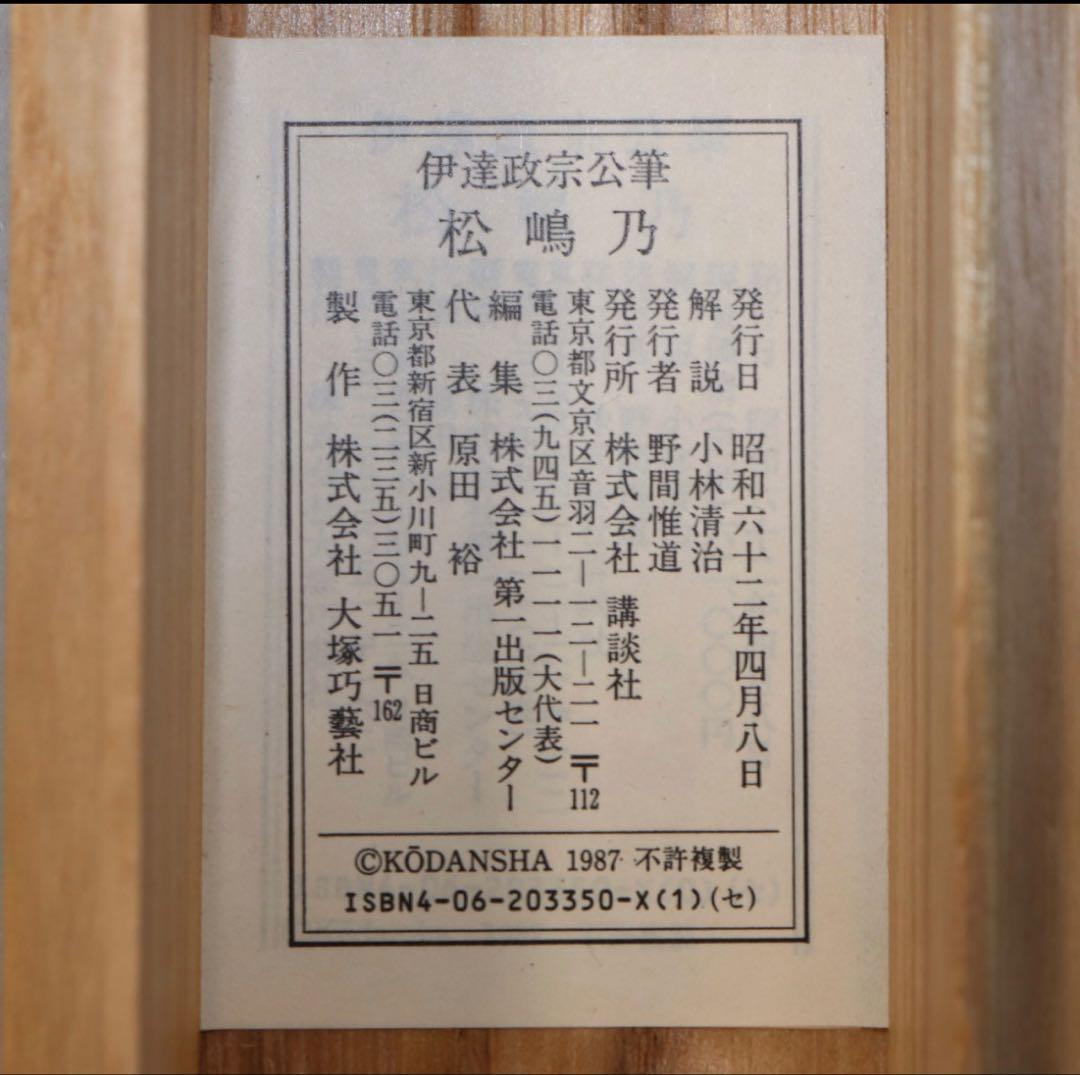 伊達政宗公筆
松嶋乃
発行日 昭和六十二年四月八日
解説 小林清治
発行者 野間惟道
発行所 株式会社 講談社
東京都文京区音羽二―一二―二一 〒112
電話〇三(九四五)一一一一(大代表)
編集 株式会社 第一出版センター
代表 原田 裕
東京都新宿区新小川町九―二五 日商ビル
電話〇三(二三五)三〇五一 〒162
製作 株式会社 大塚巧藝社
©KŌDANSHA 1987 不許複製
ISBN4-06-203350-X(1)(セ)